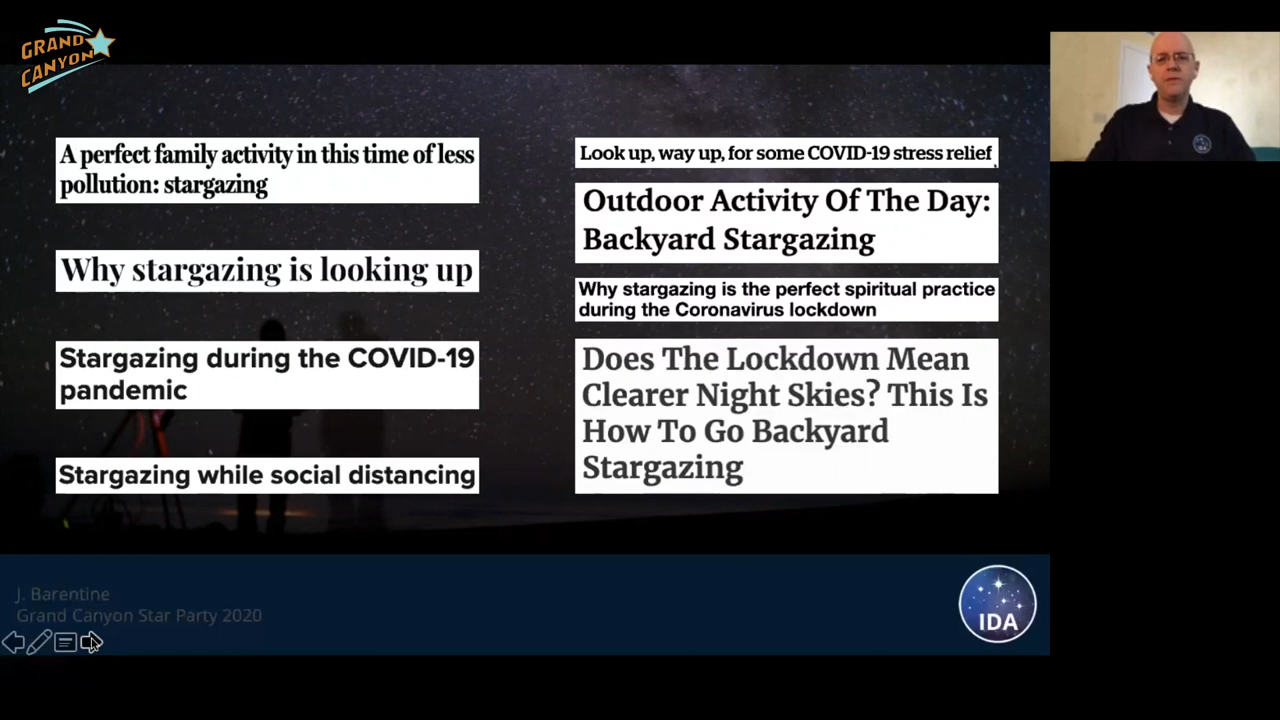 GRAND
CANYON
A perfect family activity in this time of less
pollution: stargazing
Why stargazing is looking up
Stargazing during the COVID-19
pandemic
Stargazing while social distancing
Look up, way up, for some COVID-19 stress relief
Outdoor Activity Of The Day:
Backyard Stargazing
Why stargazing is the perfect spiritual practice
during the Coronavirus lockdown
Does The Lockdown Mean
Clearer Night Skies? This Is
How To Go Backyard
Stargazing
J. Barentine
Grand Canyon Star Party 2020
IDA